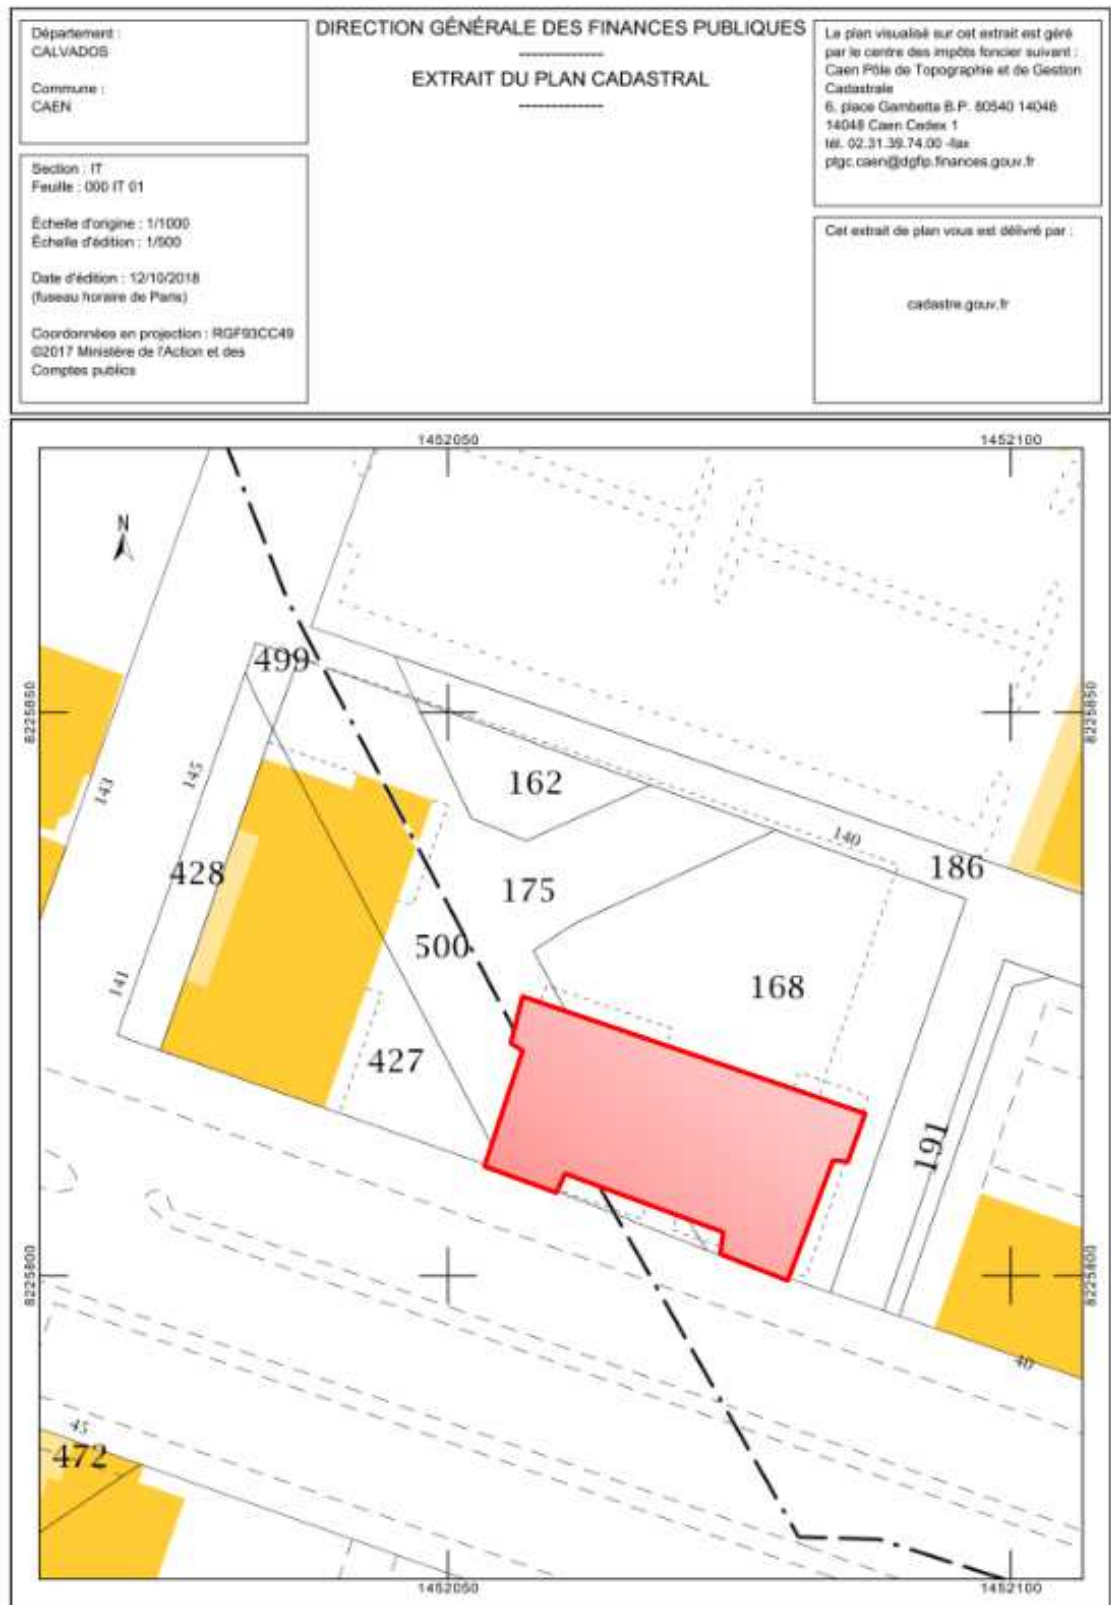 Département :
CALVADOS
Commune :
CAEN
Section : IT
Feuille : 000 IT 01
Échelle d'origine : 1/1000
Échelle d'édition : 1/500
Date d'édition : 12/10/2018
(fuseau horaire de Paris)
Coordonnées en projection : RGF93CC49
©2017 Ministère de l'Action et des
Comptes publics
DIRECTION GÉNÉRALE DES FINANCES PUBLIQUES
-------------
EXTRAIT DU PLAN CADASTRAL
-------------
Le plan visualisé sur cet extrait est géré
par le centre des impôts foncier suivant :
Caen Pôle de Topographie et de Gestion
Cadastrale
6, place Gambetta B.P. 80540 14048
14048 Caen Cedex 1
tél. 02.31.39.74.00 -fax
ptgc.caen@dgfip.finances.gouv.fr
Cet extrait de plan vous est délivré par :
cadastre.gouv.fr
1452050
1452100
N
499
8225850
8225850
143
145
162
140
186
428
175
500
141
168
427
191
8225800
8225800
40
45
472
1452050
1452100